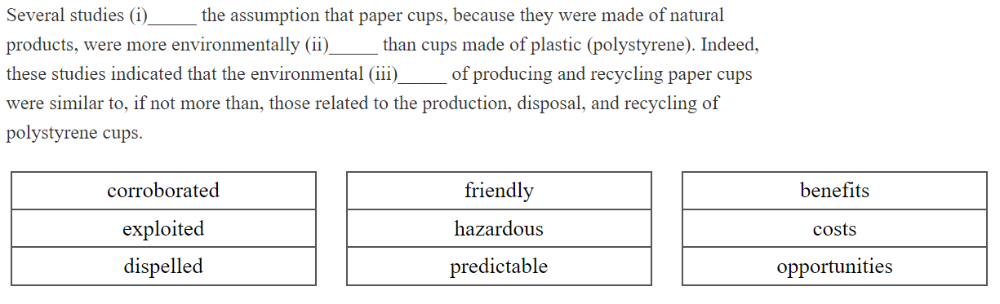 Several studies (i)_____ the assumption that paper cups, because they were made of natural
products, were more environmentally (ii)_____ than cups made of plastic (polystyrene). Indeed,
these studies indicated that the environmental (iii)_____ of producing and recycling paper cups
were similar to, if not more than, those related to the production, disposal, and recycling of
polystyrene cups.
corroborated friendly benefits
exploited hazardous costs
dispelled predictable opportunities